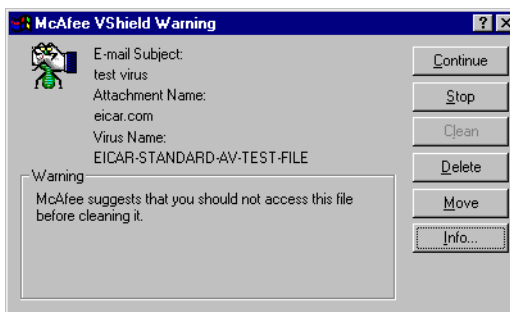 McAfee VShield Warning
E-mail Subject:
test virus
Attachment Name:
eicar.com
Virus Name:
EICAR-STANDARD-AV-TEST-FILE
Warning
McAfee suggests that you should not access this file
before cleaning it.
Continue
Stop
Clean
Delete
Move
Info...